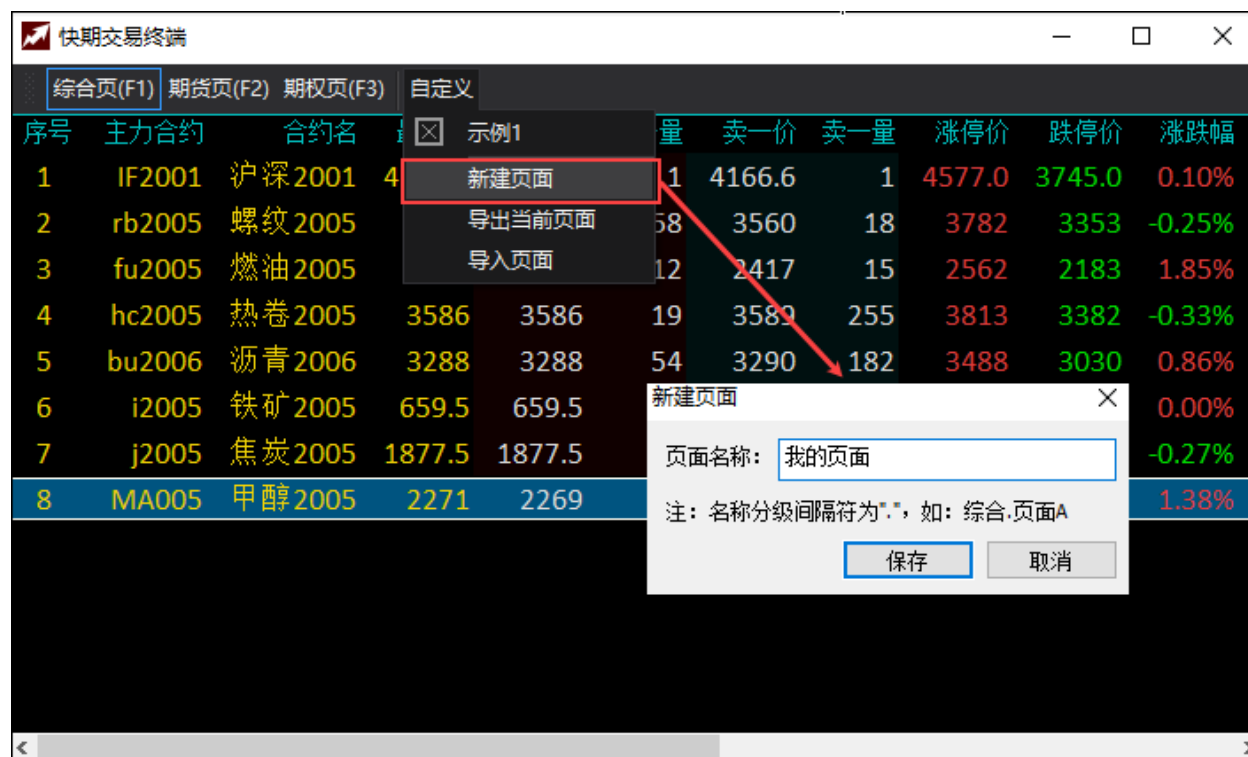 快期交易终端
综合页(F1) 期货页(F2) 期权页(F3) 自定义
序号 主力合约 合约名 量 卖一价 卖一量 涨停价 跌停价 涨跌幅
示例1
1 IF2001 沪深2001 4 1 4166.6 1 4577.0 3745.0 0.10%
新建页面
2 rb2005 螺纹2005 58 3560 18 3782 3353 -0.25%
导出当前页面
3 fu2005 燃油2005 12 2417 15 2562 2183 1.85%
导入页面
4 hc2005 热卷2005 3586 3586 19 3589 255 3813 3382 -0.33%
5 bu2006 沥青2006 3288 3288 54 3290 182 3488 3030 0.86%
6 i2005 铁矿2005 659.5 659.5 0.00%
7 j2005 焦炭2005 1877.5 1877.5 -0.27%
8 MA005 甲醇2005 2271 2269 1.38%
新建页面
页面名称: 我的页面
注: 名称分级间隔符为".", 如: 综合.页面A
保存 取消